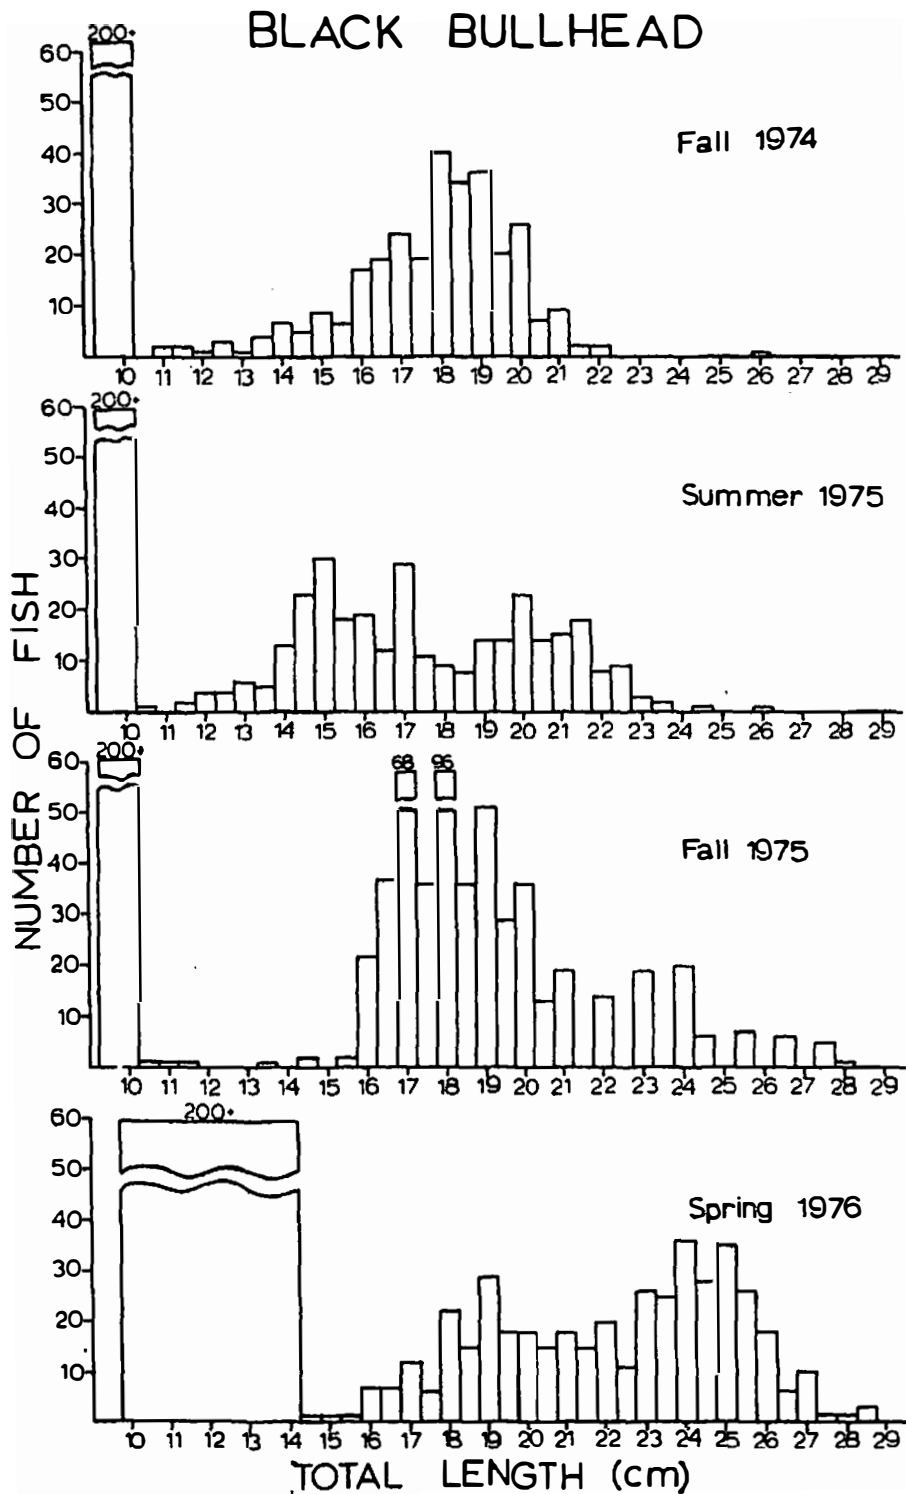 BLACK BULLHEAD
NUMBER OF FISH
200+
60
50
40
30
20
10
Fall 1974
10 11 12 13 14 15 16 17 18 19 20 21 22 23 24 25 26 27 28 29
200+
60
50
40
30
20
10
Summer 1975
10 11 12 13 14 15 16 17 18 19 20 21 22 23 24 25 26 27 28 29
200+
68 96
60
50
40
30
20
10
Fall 1975
10 11 12 13 14 15 16 17 18 19 20 21 22 23 24 25 26 27 28 29
200+
60
50
40
30
20
10
Spring 1976
10 11 12 13 14 15 16 17 18 19 20 21 22 23 24 25 26 27 28 29
TOTAL LENGTH (cm)